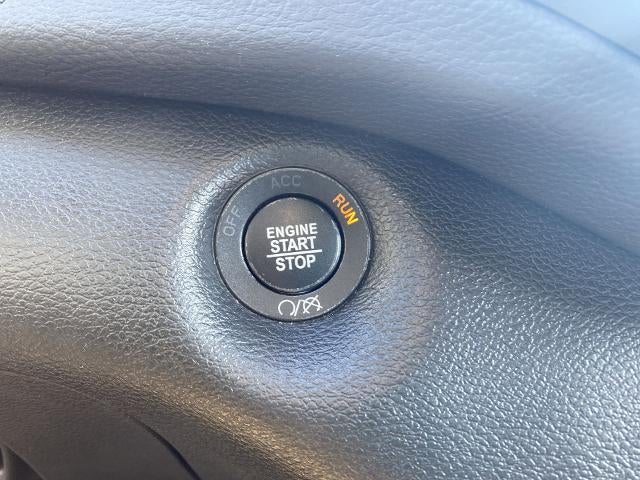 OFF
ACC
RUN
ENGINE
START
STOP